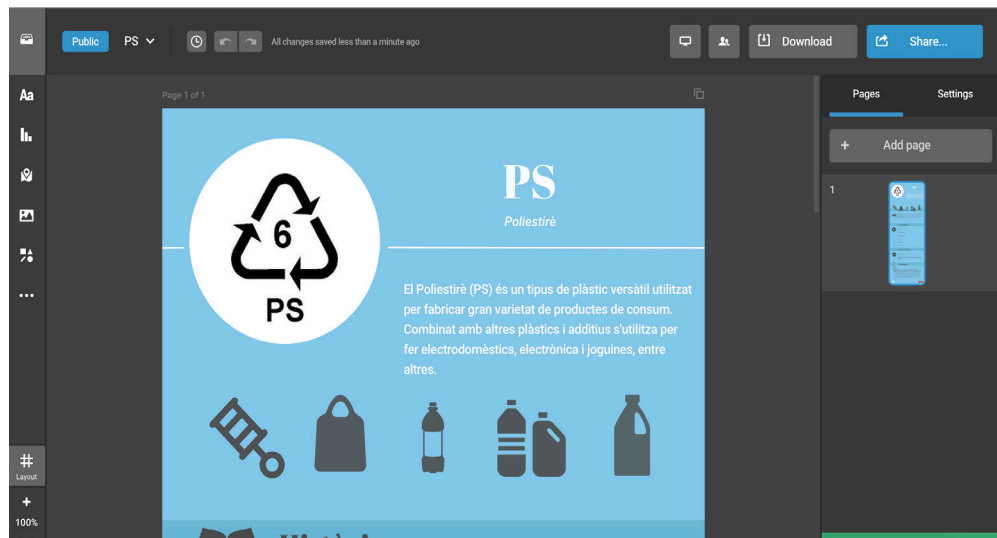 Public
PS
All changes saved less than a minute ago
Download
Share...
Aa
Page 1 of 1
Pages
Settings
+ Add page
1
6
PS
PS
Poliestirè
El Poliestirè (PS) és un tipus de plàstic versàtil utilitzat
per fabricar gran varietat de productes de consum.
Combinat amb altres plàstics i additius s'utilitza per
fer electrodomèstics, electrònica i joguines, entre
altres.
Layout
+
100%